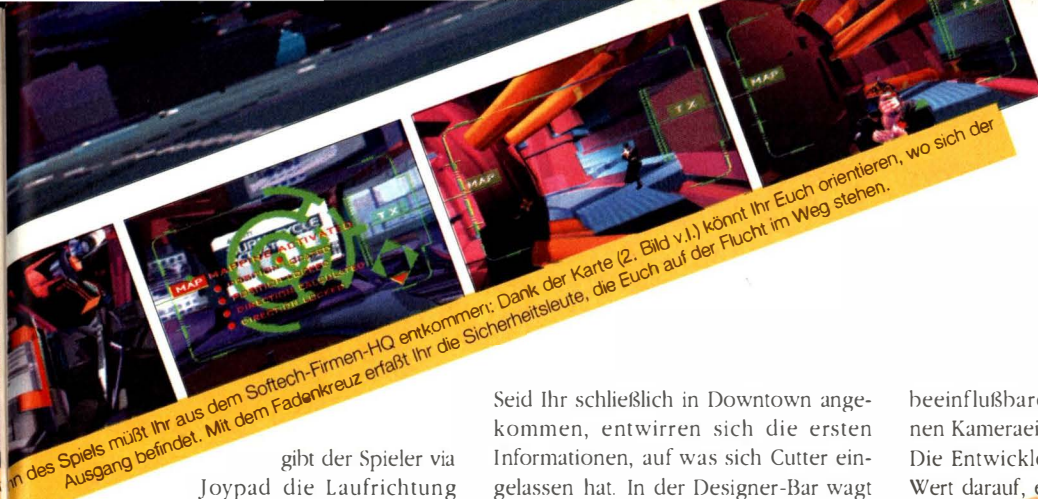 MAP
TX
MAP MAPPING ACTIVATED
TX
MAP
TX
des Spiels müßt Ihr aus dem Softech-Firmen-HQ entkommen: Dank der Karte (2. Bild v.l.) könnt Ihr Euch orientieren, wo sich der
Ausgang befindet. Mit dem Fadenkreuz erfaßt Ihr die Sicherheitsleute, die Euch auf der Flucht im Weg stehen.
gibt der Spieler via
Joypad die Laufrichtung
Seid Ihr schließlich in Downtown ange-
kommen, entwirren sich die ersten
Informationen, auf was sich Cutter ein-
gelassen hat. In der Designer-Bar wagt
beeinflußbare
nen Kameraei
Die Entwickle
Wert darauf, e